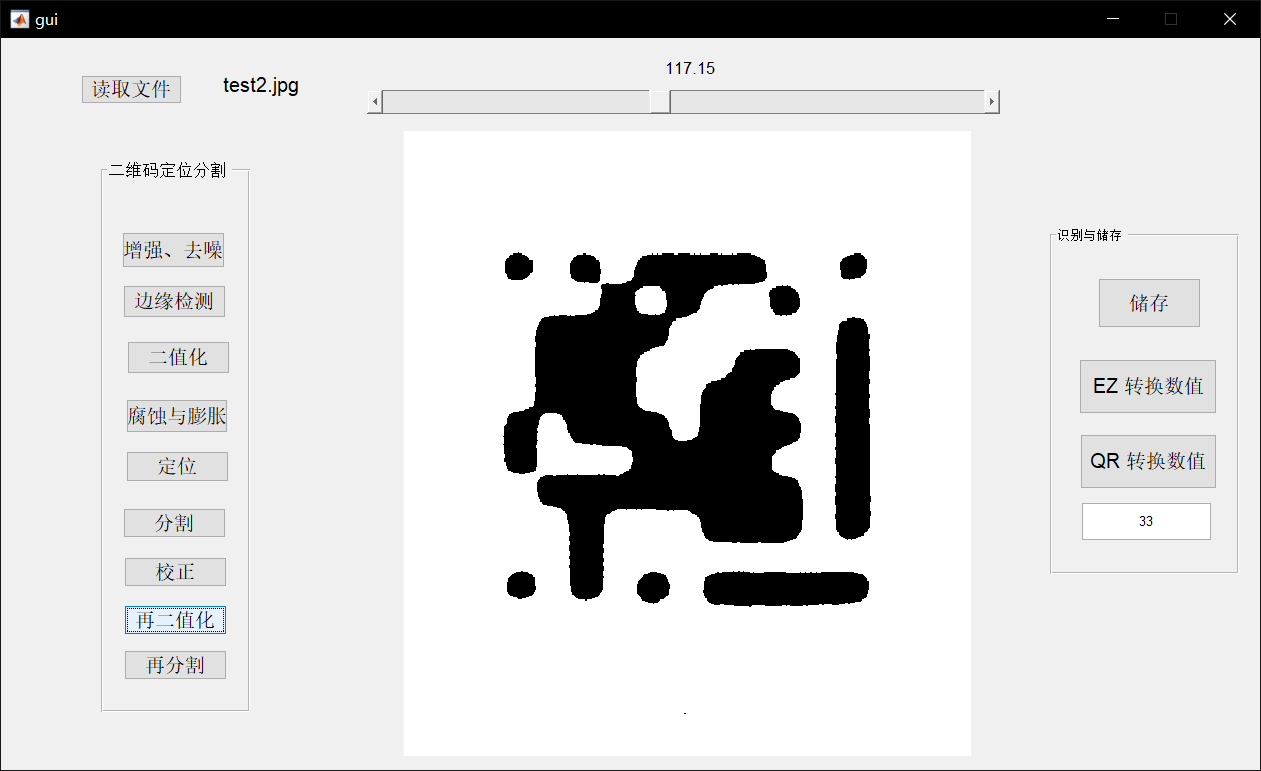 gui
117.15
读取文件
test2.jpg
二维码定位分割
增强、去噪
边缘检测
二值化
腐蚀与膨胀
定位
分割
校正
再二值化
再分割
识别与储存
储存
EZ 转换数值
QR 转换数值
33